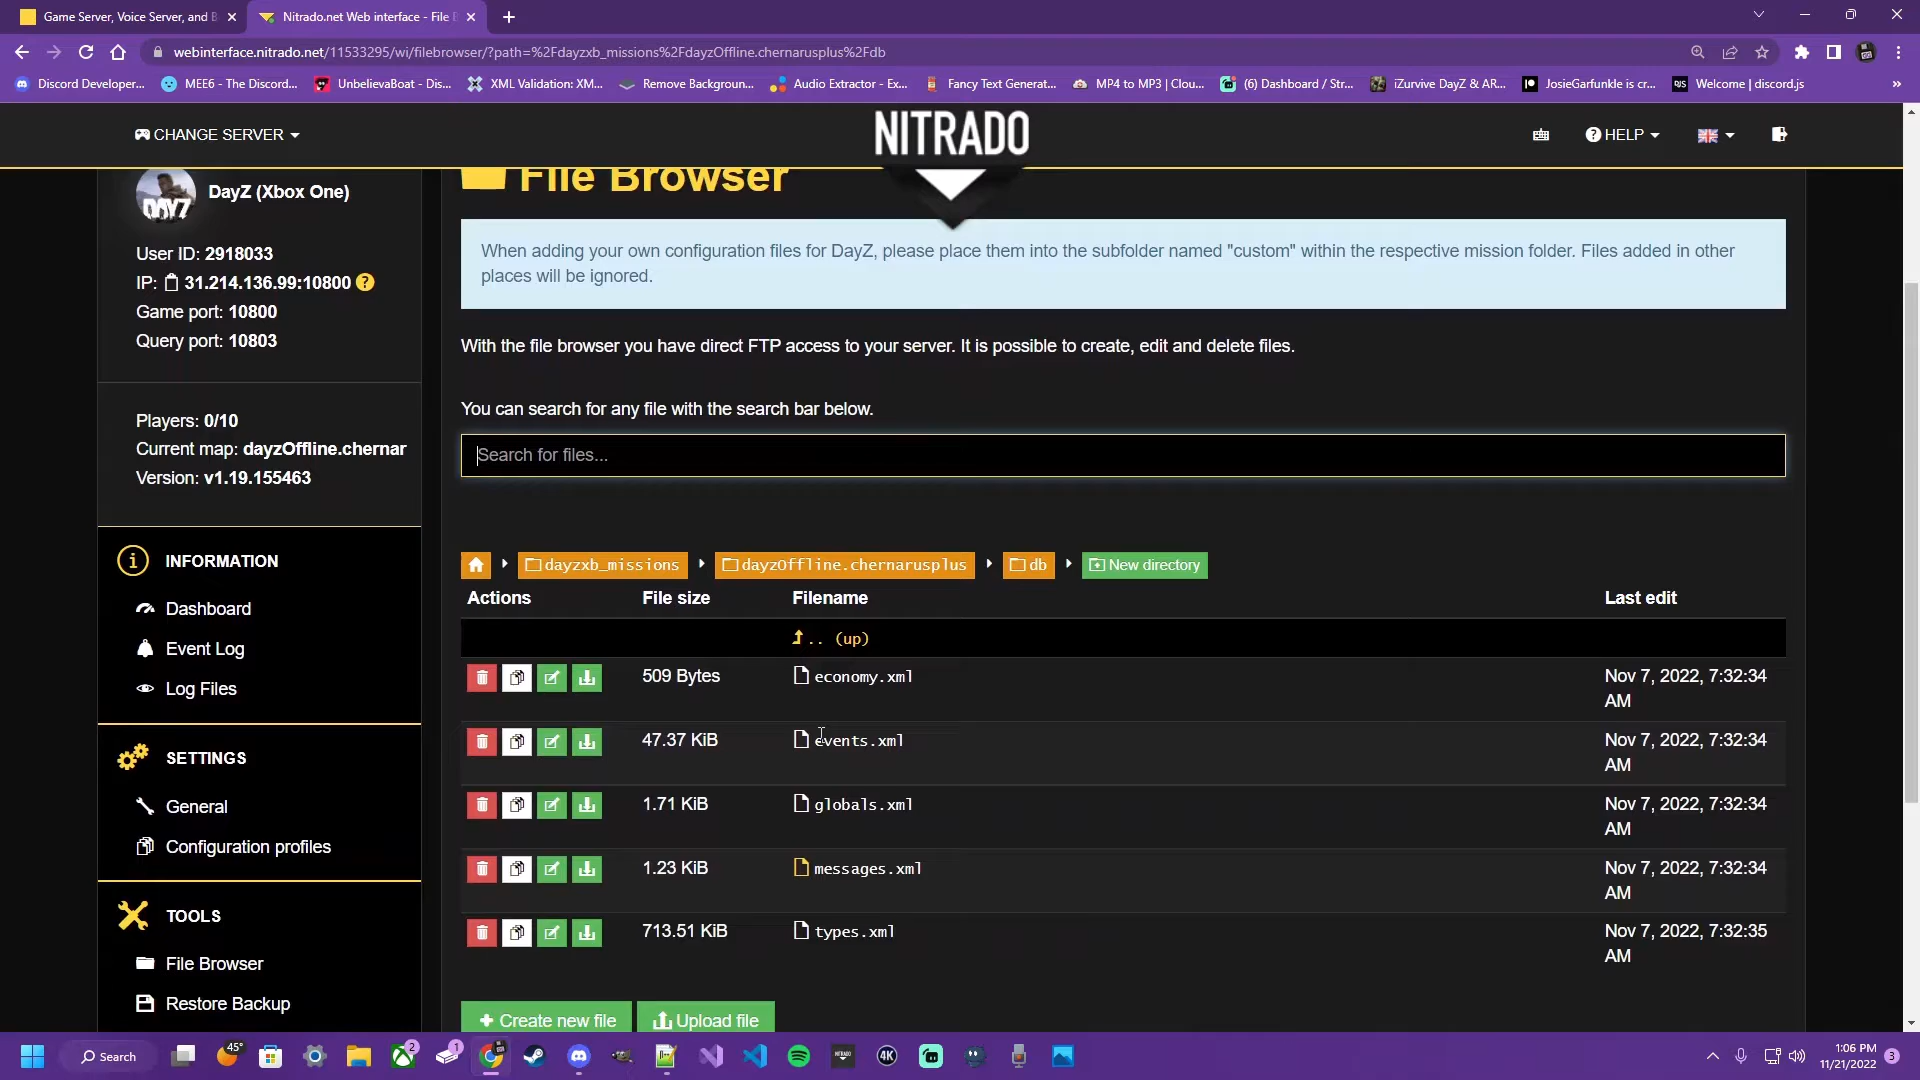 Game Server, Voice Server, and B
Nitrado.net Web interface - File B
webinterface.nitrado.net/11533295/wi/filebrowser/?path=%2Fdayzxb_missions%2FdayzOffline.chernarusplus%2Fdb
Discord Developer...
MEE6 - The Discord...
UnbelievaBoat - Dis...
XML Validation: XM...
Remove Backgroun...
Audio Extractor - Ex...
Fancy Text Generat...
MP4 to MP3 | Clou...
(6) Dashboard / Str...
iZurvive DayZ & AR...
JosieGarfunkle is cr...
Welcome | discord.js
CHANGE SERVER
NITRADO
HELP
DAYZ
DayZ (Xbox One)
User ID: 2918033
IP: 31.214.136.99:10800 ?
Game port: 10800
Query port: 10803
Players: 0/10
Current map: dayzOffline.chernar
Version: v1.19.155463
INFORMATION
Dashboard
Event Log
Log Files
SETTINGS
General
Configuration profiles
TOOLS
File Browser
Restore Backup
File Browser
When adding your own configuration files for DayZ, please place them into the subfolder named "custom" within the respective mission folder. Files added in other
places will be ignored.
With the file browser you have direct FTP access to your server. It is possible to create, edit and delete files.
You can search for any file with the search bar below.
Search for files...
dayzxb_missions
dayzOffline.chernarusplus
db
New directory
Actions File size Filename Last edit
.. (up)
509 Bytes economy.xml Nov 7, 2022, 7:32:34
AM
47.37 KiB events.xml Nov 7, 2022, 7:32:34
AM
1.71 KiB globals.xml Nov 7, 2022, 7:32:34
AM
1.23 KiB messages.xml Nov 7, 2022, 7:32:34
AM
713.51 KiB types.xml Nov 7, 2022, 7:32:35
AM
+ Create new file
Upload file
Search
45°
2
1
4K
1:06 PM
11/21/2022
3